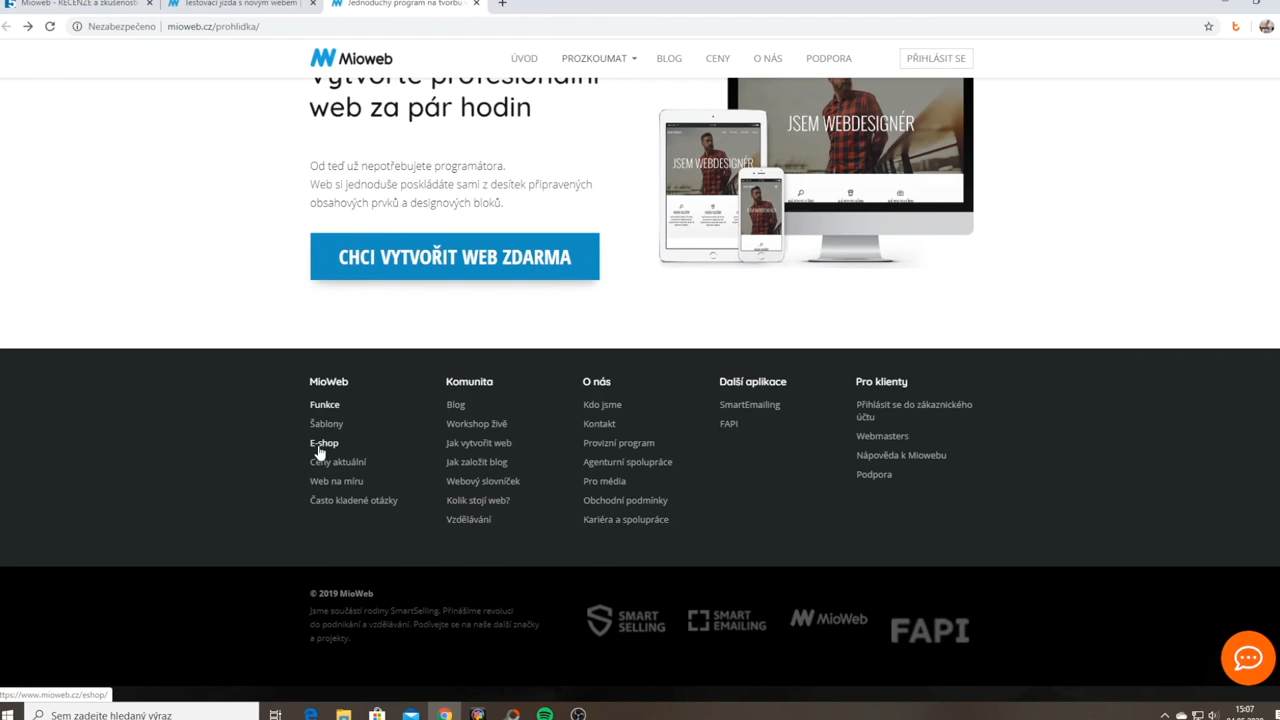 Mioweb - RECENZE a zkušenosti
Testovací jízda s novým webem |
Jednoduchý program na tvorbu
Nezabezpečeno
mioweb.cz/prohlidka/
Mioweb
ÚVOD
PROZKOUMAT
BLOG
CENY
O NÁS
PODPORA
PŘIHLÁSIT SE
Vytvořte profesionální
web za pár hodin
Od teď už nepotřebujete programátora.
Web si jednoduše poskládáte sami z desítek připravených
obsahových prvků a designových bloků.
CHCI VYTVOŘIT WEB ZDARMA
JSEM WEBDESIGNÉR
JSEM WEBDESIGNÉR
JSEM WEBDESIGNÉR
MioWeb
Funkce
Šablony
E-shop
Ceny aktuální
Web na míru
Často kladené otázky
Komunita
Blog
Workshop živě
Jak vytvořit web
Jak založit blog
Webový slovníček
Kolik stojí web?
Vzdělávání
O nás
Kdo jsme
Kontakt
Provizní program
Agenturní spolupráce
Pro média
Obchodní podmínky
Kariéra a spolupráce
Další aplikace
SmartEmailing
FAPI
Pro klienty
Přihlásit se do zákaznického
účtu
Webmasters
Nápověda k Miowebu
Podpora
© 2019 MioWeb
Jsme součástí rodiny SmartSelling. Přinášíme revoluci
do podnikání a vzdělávání. Podívejte se na naše další značky
a projekty.
SMART
SELLING
SMART
EMAILING
MioWeb
FAPI
ttps://www.mioweb.cz/eshop/
Sem zadejte hledaný výraz
15:07